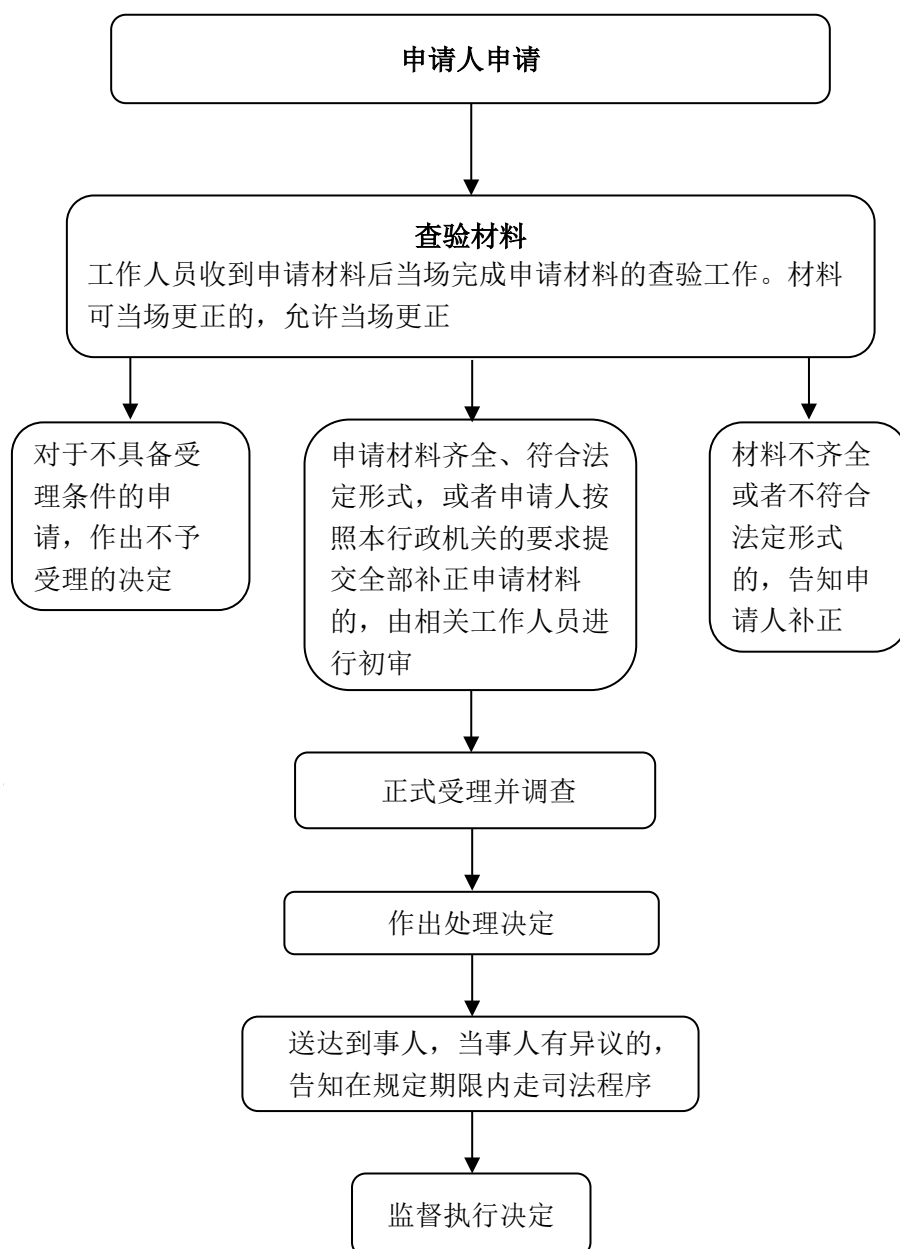 申请人申请
查验材料
工作人员收到申请材料后当场完成申请材料的查验工作。材料
可当场更正的，允许当场更正
对于不具备受
理条件的申
请，作出不予
受理的决定
申请材料齐全、符合法
定形式，或者申请人按
照本行政机关的要求提
交全部补正申请材料
的，由相关工作人员进
行初审
材料不齐全
或者不符合
法定形式
的，告知申
请人补正
正式受理并调查
作出处理决定
送达到事人，当事人有异议的，
告知在规定期限内走司法程序
监督执行决定